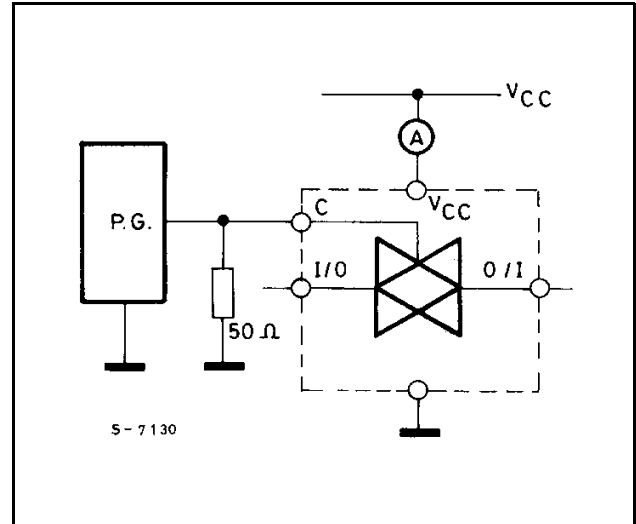 VCC
A
P.G.
C
VCC
I/O
O/I
50 Ω
S-7130